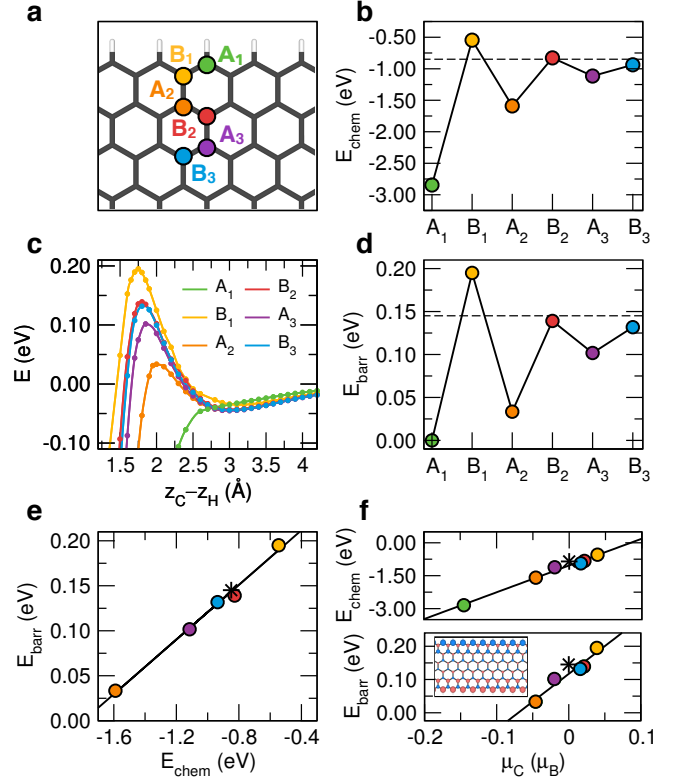 a
B1 A1
A2
B2 A3
B3
b
-0.50
-1.00
-1.50
-2.00
-2.50
-3.00
Echem (eV)
A1 B1 A2 B2 A3 B3
c
0.20
0.10
0.00
-0.10
E (eV)
A1 B2
B1 A3
A2 B3
1.5 2.0 2.5 3.0 3.5 4.0
zC−zH (Å)
d
0.20
0.15
0.10
0.05
0.00
Ebarr (eV)
A1 B1 A2 B2 A3 B3
e
0.20
0.15
0.10
0.05
0.00
Ebarr (eV)
-1.6 -1.2 -0.8 -0.4
Echem (eV)
f
0.00
-1.50
-3.00
Echem (eV)
0.20
0.10
0.00
Ebarr (eV)
-0.2 -0.1 0 0.1
μC (μB)